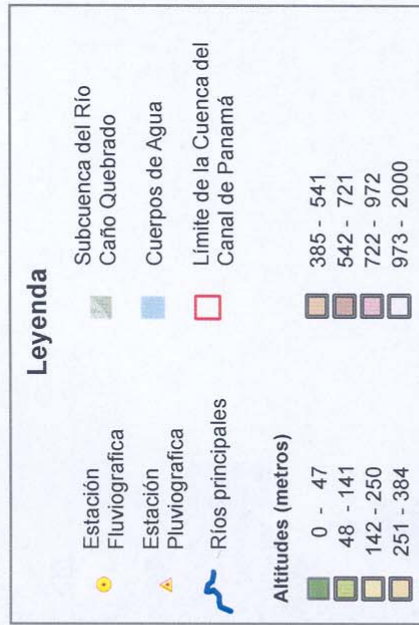 Leyenda
Estación
Fluviografica
Estación
Pluviografica
Ríos principales
Subcuenca del Río
Caño Quebrado
Cuerpos de Agua
Límite de la Cuenca del
Canal de Panamá
Altitudes (metros)
0 - 47
48 - 141
142 - 250
251 - 384
385 - 541
542 - 721
722 - 972
973 - 2000